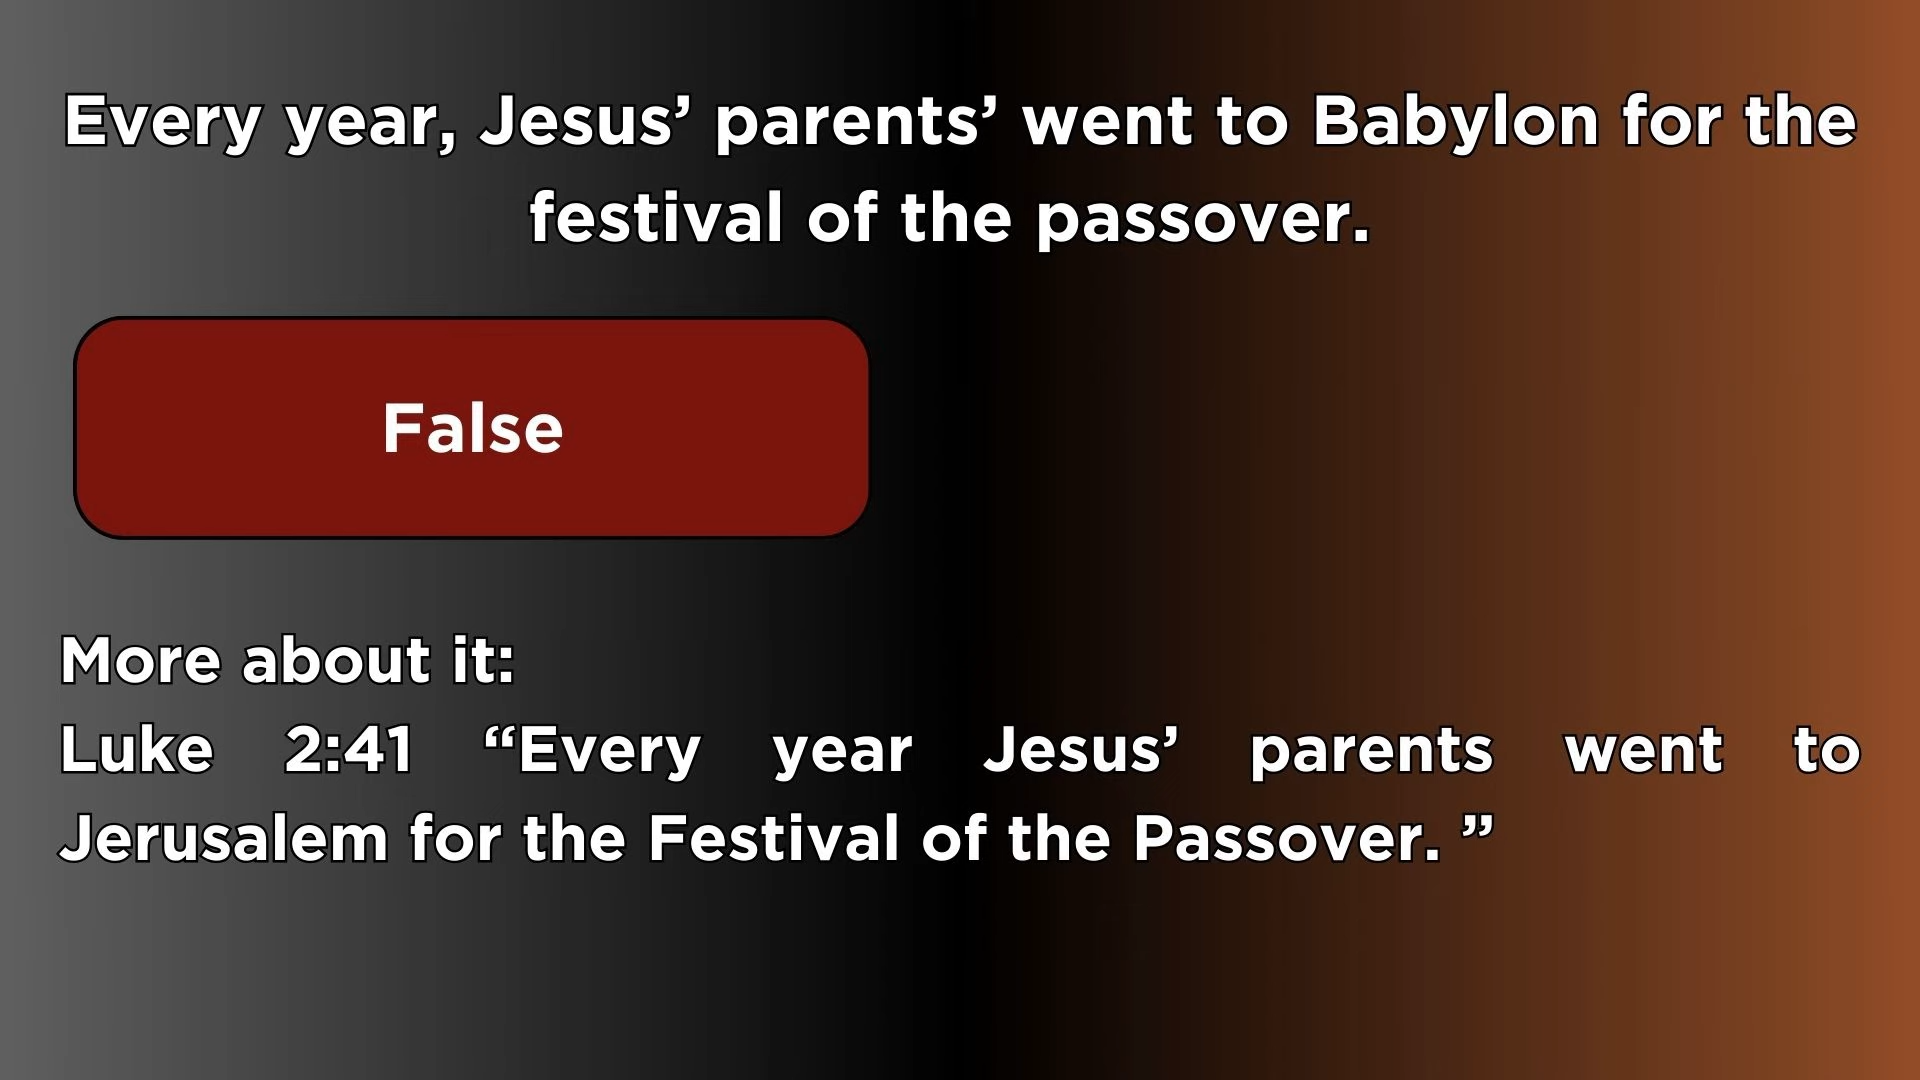 Every year, Jesus’ parents’ went to Babylon for the
festival of the passover.
False
More about it:
Luke 2:41 “Every year Jesus’ parents went to
Jerusalem for the Festival of the Passover. ”